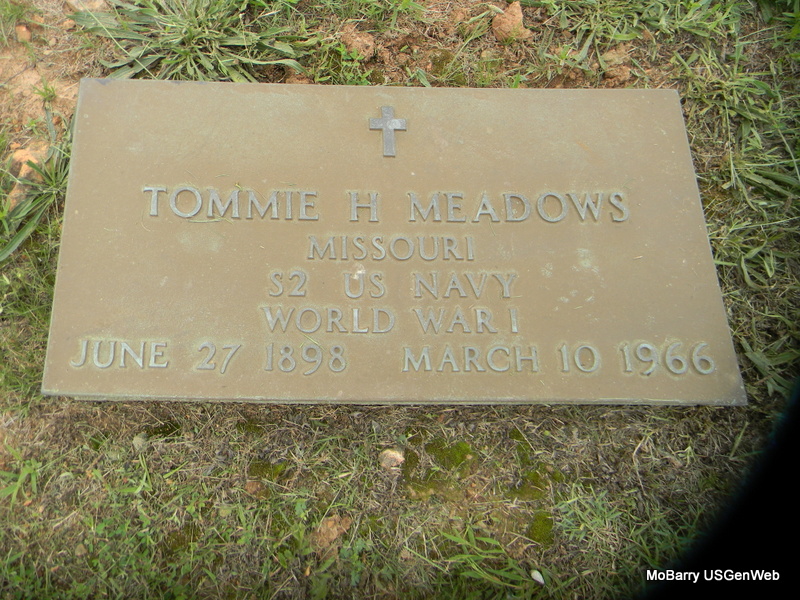 TOMMIE H MEADOWS
MISSOURI
S2 US NAVY
WORLD WAR I
JUNE 27 1898 MARCH 10 1966
MoBarry USGenWeb